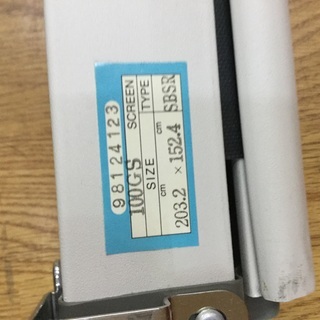 98124123
100GS SCREEN
SIZE TYPE
203.2 cm × 152.4 cm SBSR